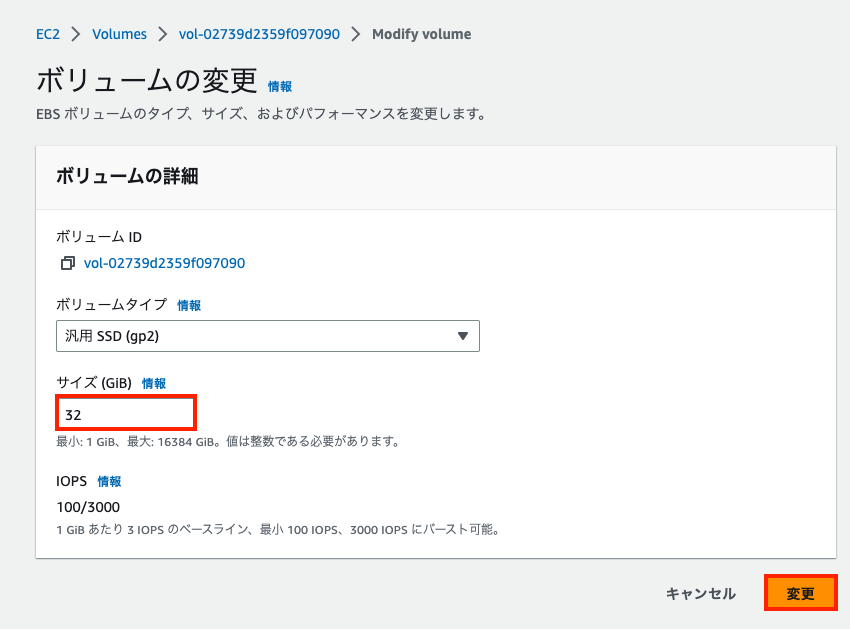 EC2 > Volumes > vol-02739d2359f097090 > Modify volume
ボリュームの変更 情報
EBS ボリュームのタイプ、サイズ、およびパフォーマンスを変更します。
ボリュームの詳細
ボリューム ID
vol-02739d2359f097090
ボリュームタイプ 情報
汎用 SSD (gp2)
サイズ (GiB) 情報
32
最小: 1 GiB、最大: 16384 GiB。値は整数である必要があります。
IOPS 情報
100/3000
1 GiB あたり 3 IOPS のベースライン、最小 100 IOPS、3000 IOPS にバースト可能。
キャンセル 変更